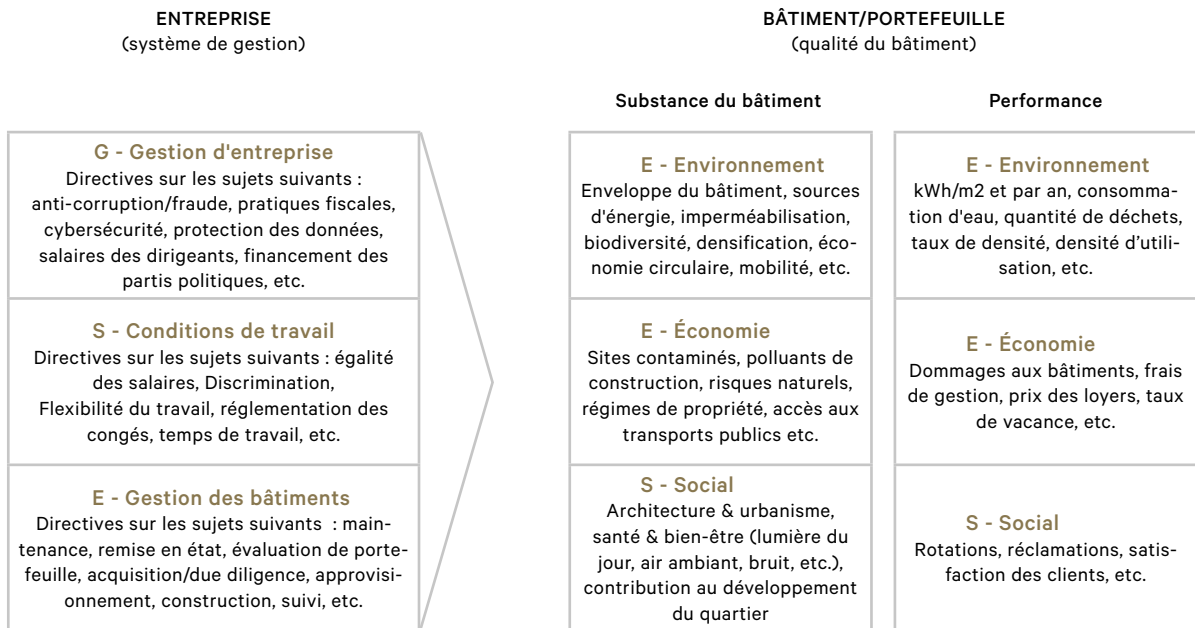 ENTREPRISE
(système de gestion)
BÂTIMENT/PORTEFEUILLE
(qualité du bâtiment)
Substance du bâtiment
Performance
G - Gestion d'entreprise
Directives sur les sujets suivants :
anti-corruption/fraude, pratiques fiscales,
cybersécurité, protection des données,
salaires des dirigeants, financement des
partis politiques, etc.
S - Conditions de travail
Directives sur les sujets suivants : égalité
des salaires, Discrimination,
Flexibilité du travail, réglementation des
congés, temps de travail, etc.
E - Gestion des bâtiments
Directives sur les sujets suivants  : main-
tenance, remise en état, évaluation de porte-
feuille, acquisition/due diligence, approvisi-
onnement, construction, suivi, etc.
E - Environnement
Enveloppe du bâtiment, sources
d'énergie, imperméabilisation,
biodiversité, densification, éco-
nomie circulaire, mobilité, etc.
E - Économie
Sites contaminés, polluants de
construction, risques naturels,
régimes de propriété, accès aux
transports publics etc.
S - Social
Architecture & urbanisme,
santé & bien-être (lumière du
jour, air ambiant, bruit, etc.),
contribution au développement
du quartier
E - Environnement
kWh/m2 et par an, consomma-
tion d'eau, quantité de déchets,
taux de densité, densité d’utili-
sation, etc.
E - Économie
Dommages aux bâtiments, frais
de gestion, prix des loyers, taux
de vacance, etc.
S - Social
Rotations, réclamations, satis-
faction des clients, etc.